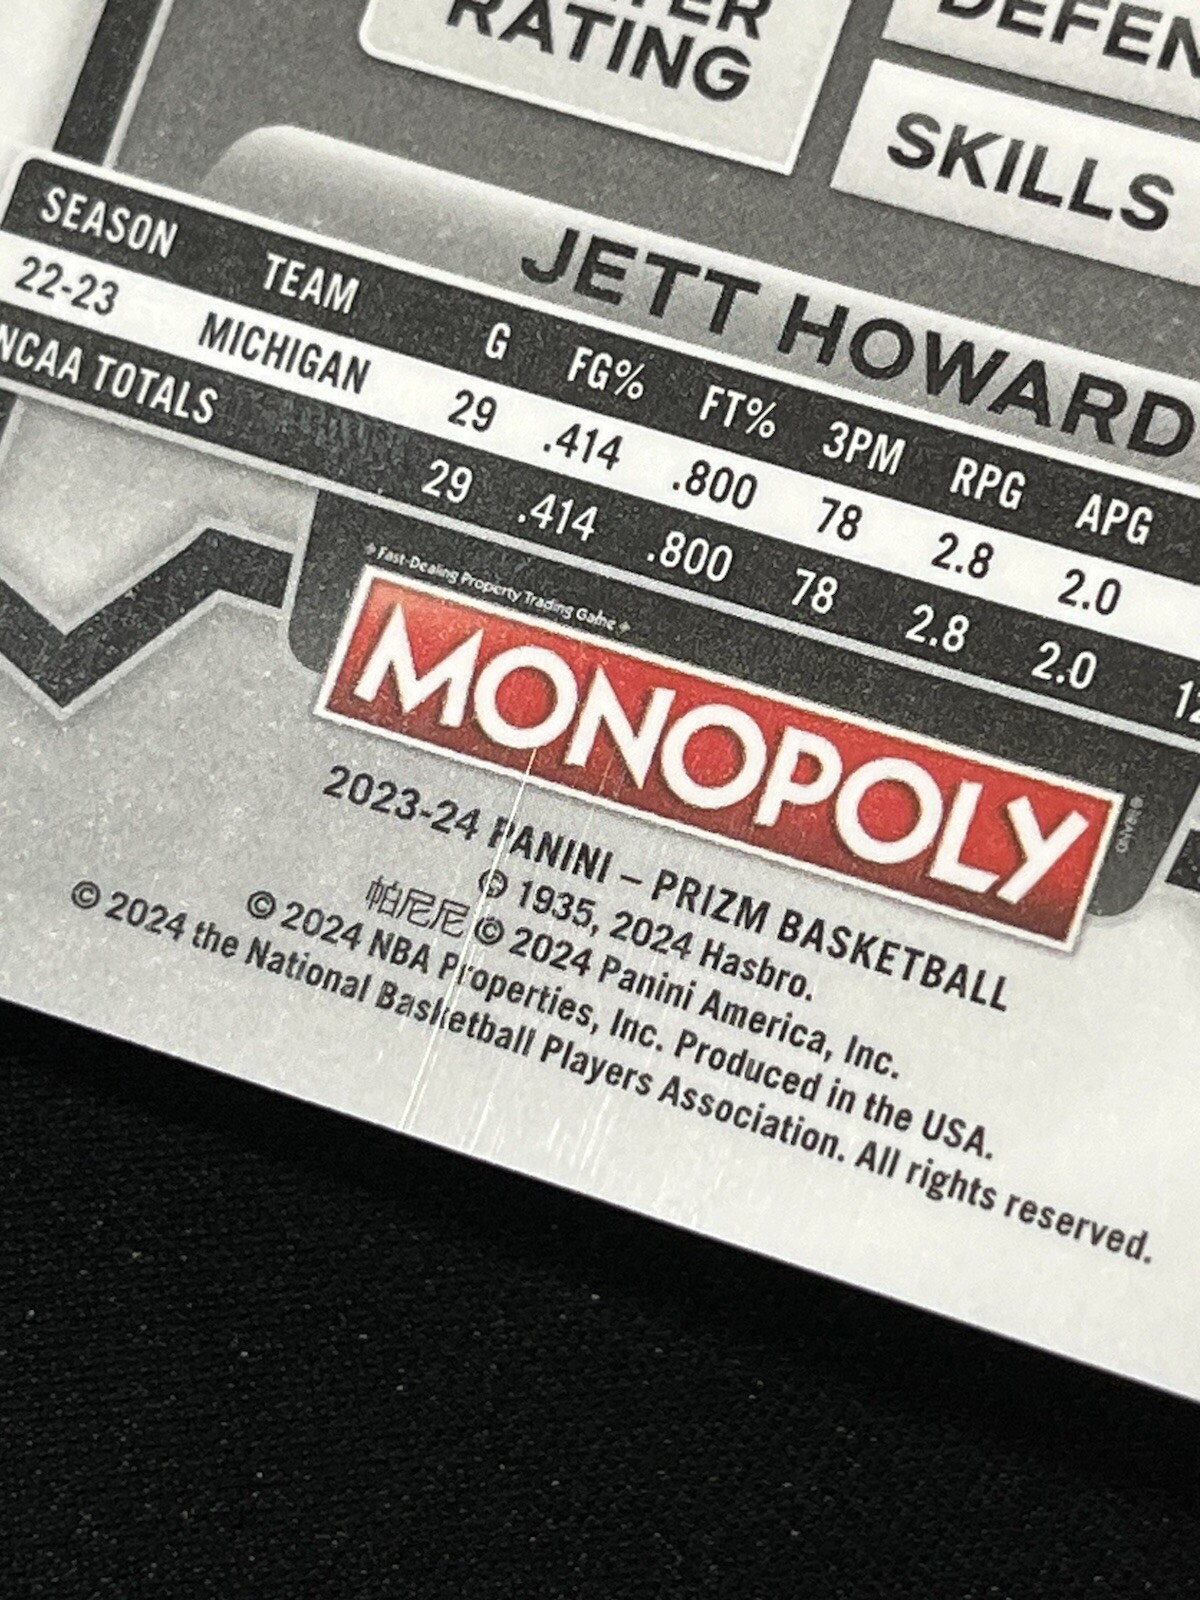 RATING
SKILLS
JETT HOWARD
SEASON TEAM G FG% FT% 3PM RPG APG
22-23 MICHIGAN 29 .414 .800 78 2.8 2.0
NCAA TOTALS 29 .414 .800 78 2.8 2.0
Fast-Dealing Property Trading Game
MONOPOLY
2023-24 PANINI – PRIZM BASKETBALL
© 1935, 2024 Hasbro.
帕尼尼 © 2024 Panini America, Inc.
© 2024 NBA Properties, Inc. Produced in the USA.
© 2024 the National Basketball Players Association. All rights reserved.